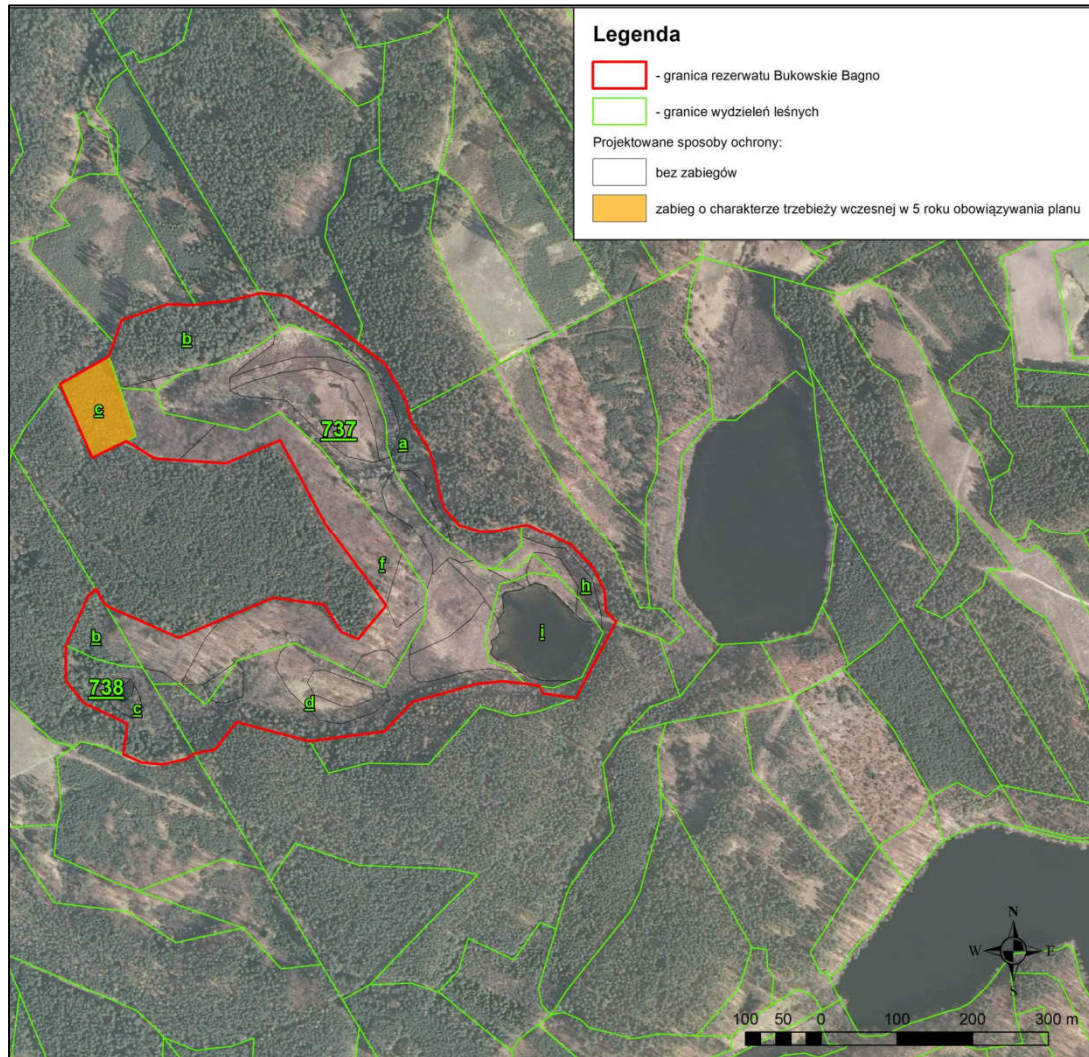 Legenda
- granica rezerwatu Bukowskie Bagno
- granice wydzieleń leśnych
Projektowane sposoby ochrony:
bez zabiegów
zabieg o charakterze trzebieży wczesnej w 5 roku obowiązywania planu
b
c
737
a
f
h
b
i
738
c
d
N
W E
S
100 50 0 100 200 300 m